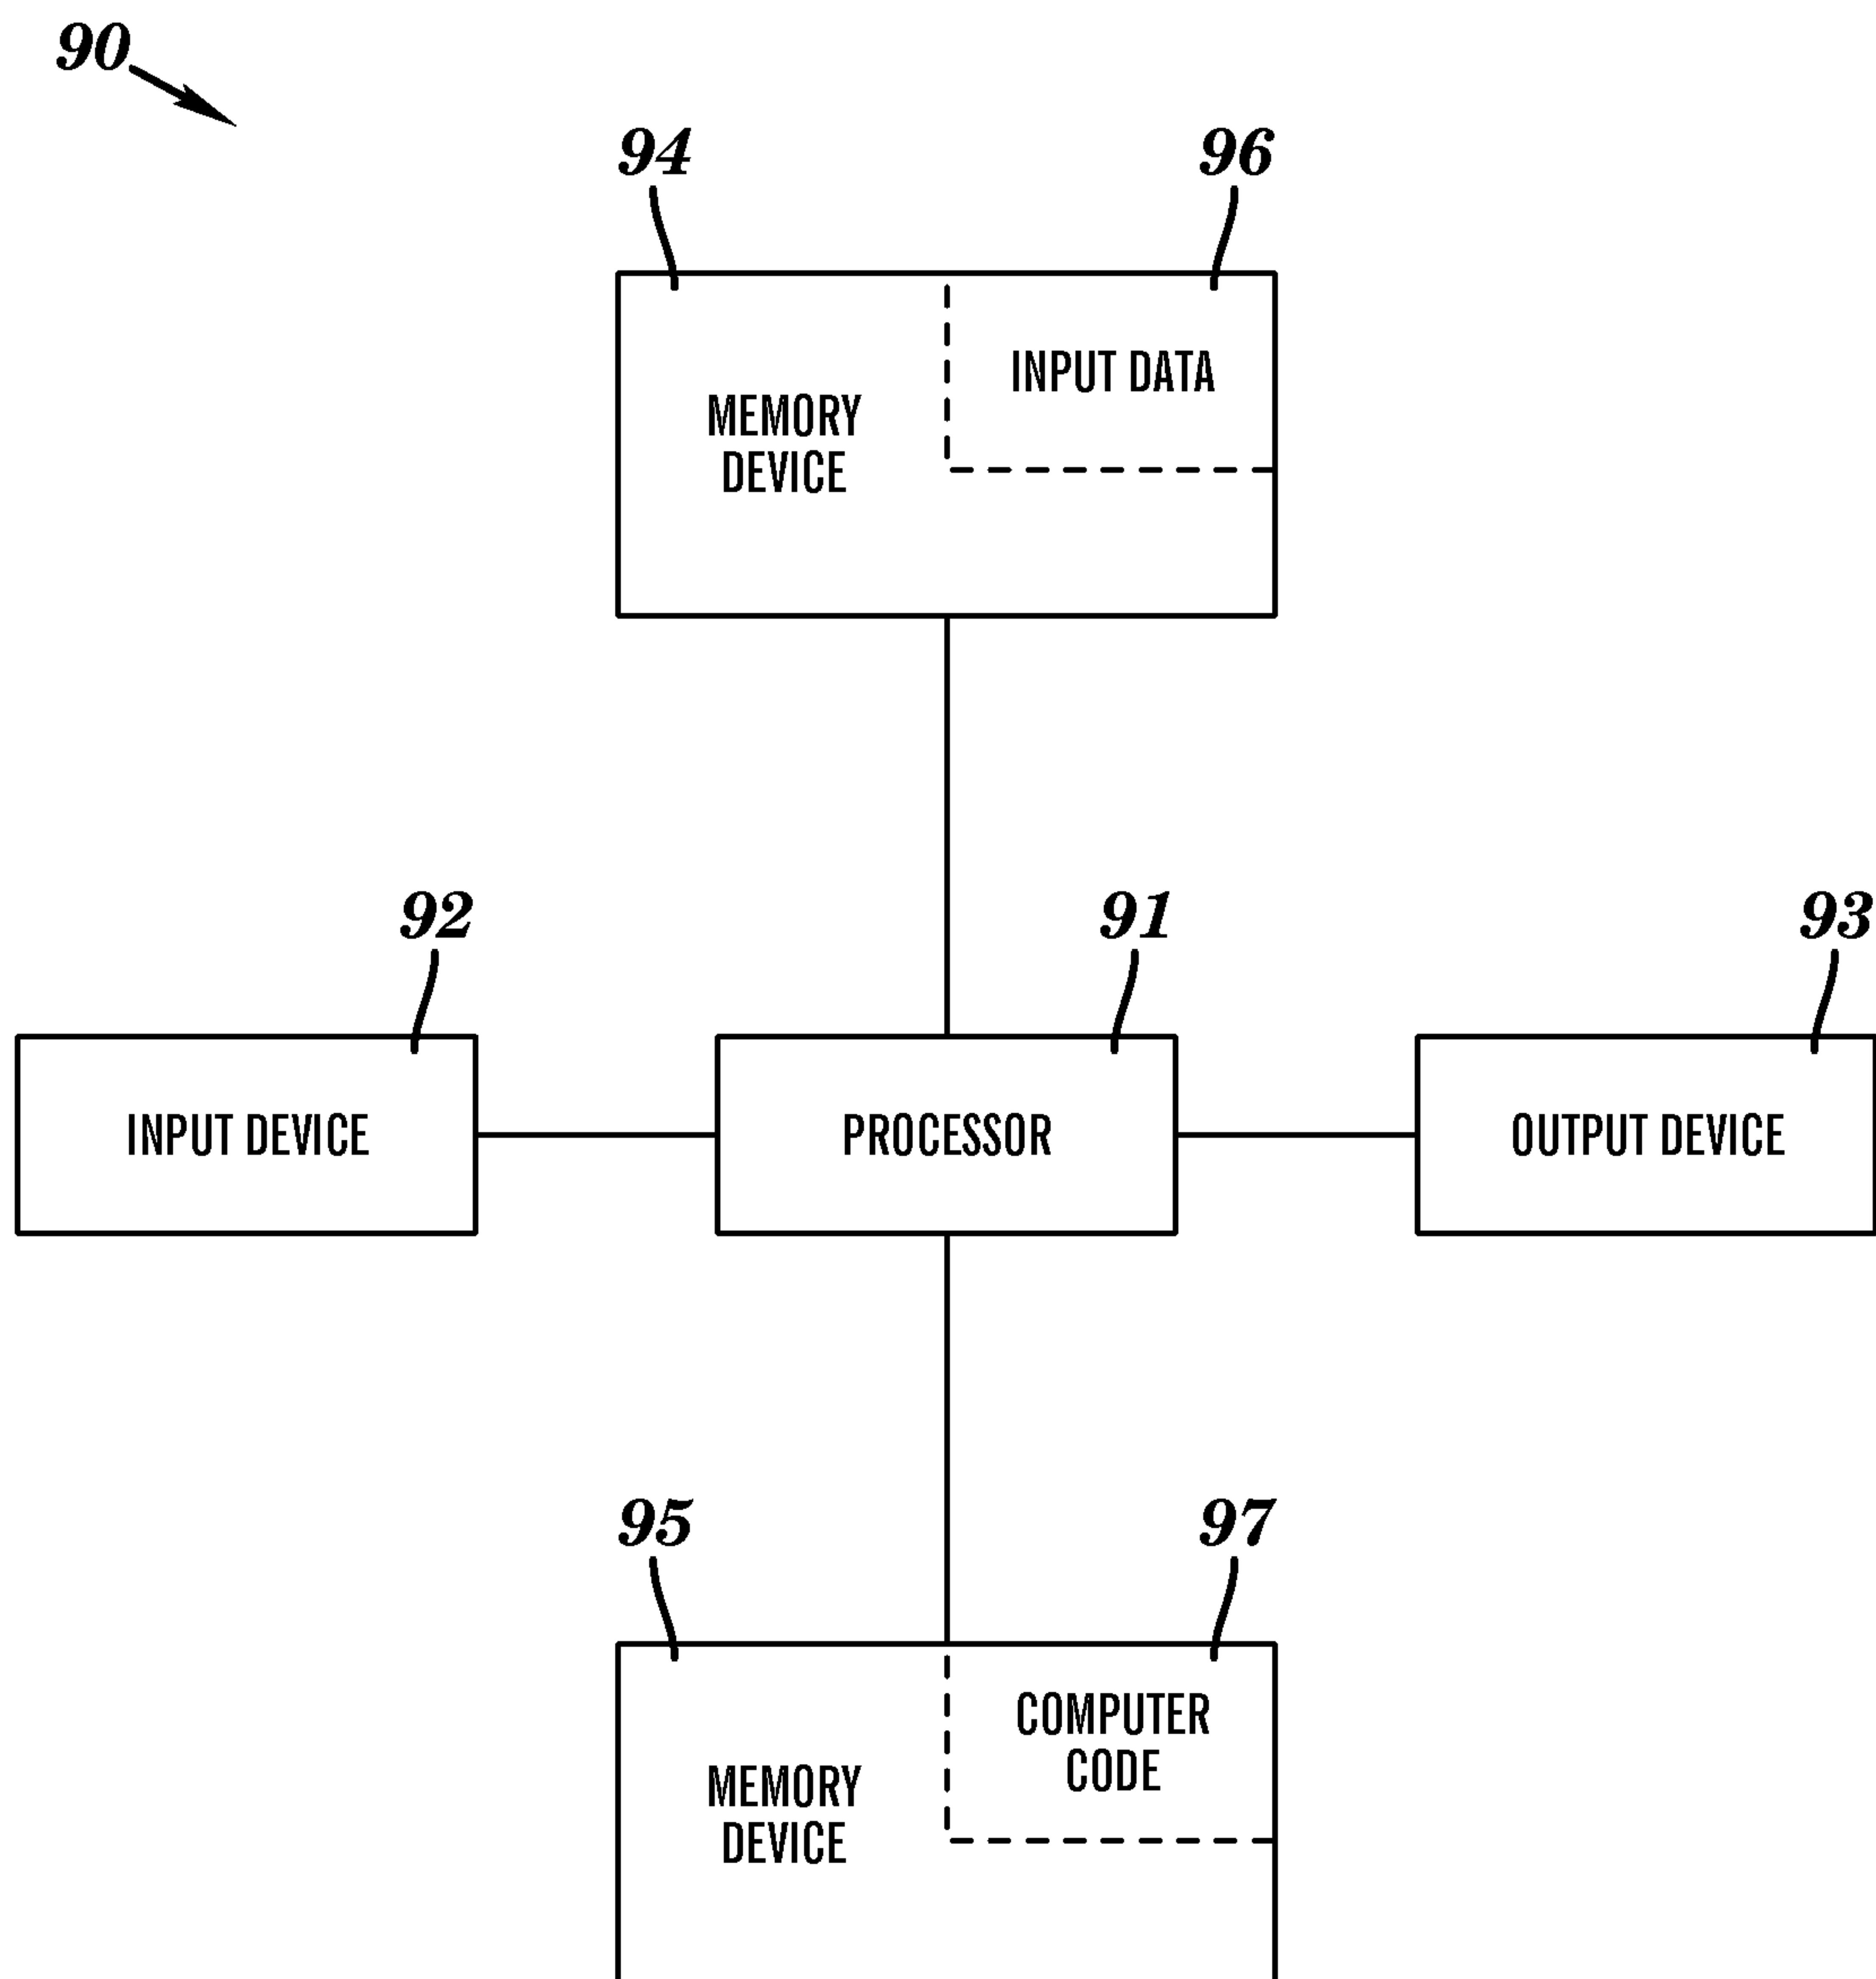 90
94
96
INPUT DATA
MEMORY
DEVICE
92
91
93
INPUT DEVICE
PROCESSOR
OUTPUT DEVICE
95
97
COMPUTER
CODE
MEMORY
DEVICE